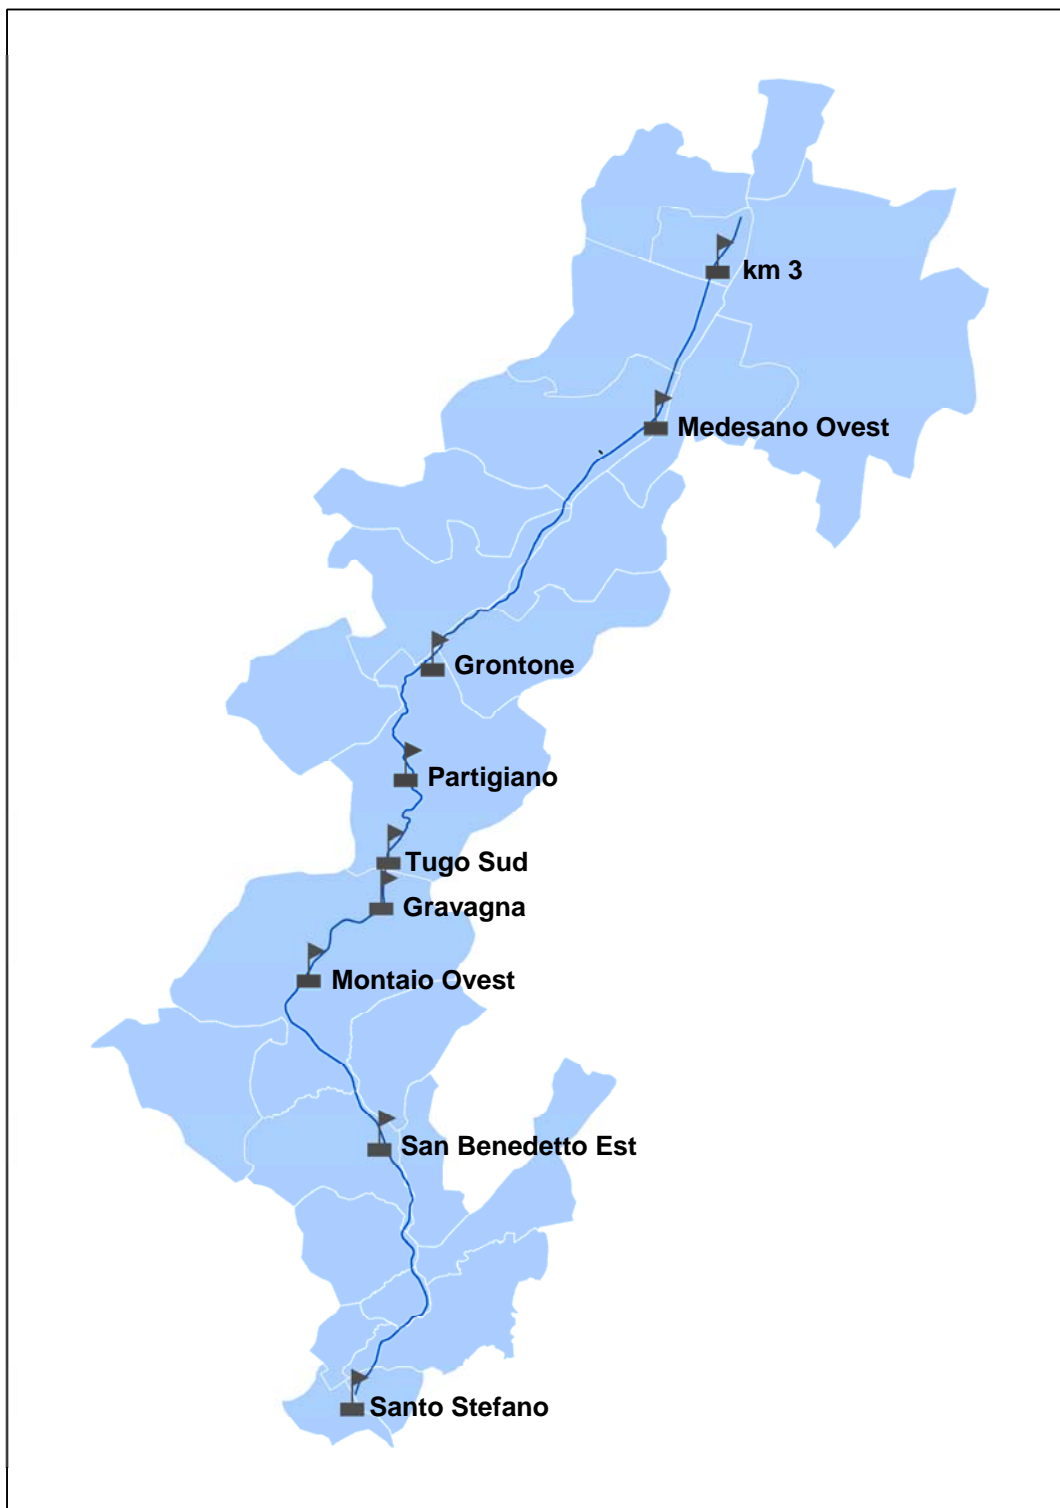 km 3
Medesano Ovest
Grontone
Partigiano
Tugo Sud
Gravagna
Montaio Ovest
San Benedetto Est
Santo Stefano